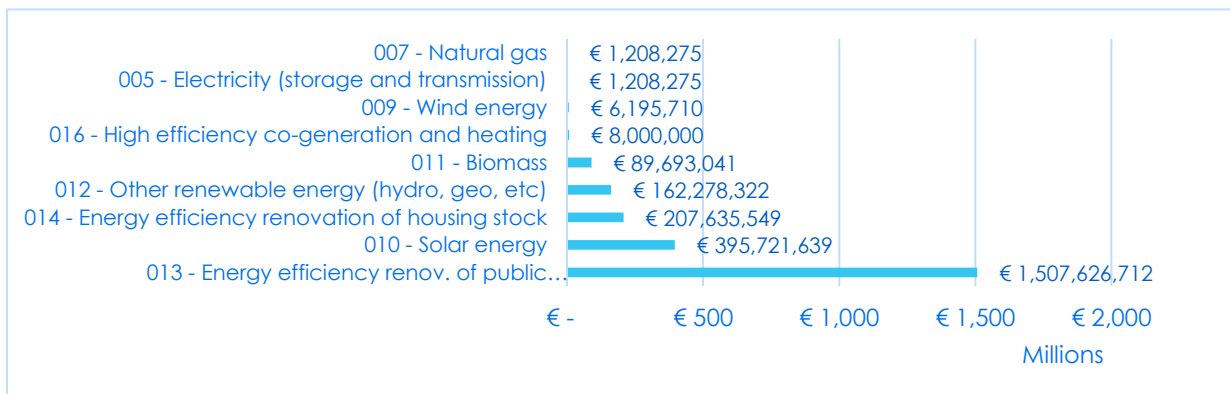 007 - Natural gas € 1,208,275
005 - Electricity (storage and transmission) € 1,208,275
009 - Wind energy € 6,195,710
016 - High efficiency co-generation and heating € 8,000,000
011 - Biomass € 89,693,041
012 - Other renewable energy (hydro, geo, etc) € 162,278,322
014 - Energy efficiency renovation of housing stock € 207,635,549
010 - Solar energy € 395,721,639
013 - Energy efficiency renov. of public... € 1,507,626,712
€ - € 500 € 1,000 € 1,500 € 2,000
Millions